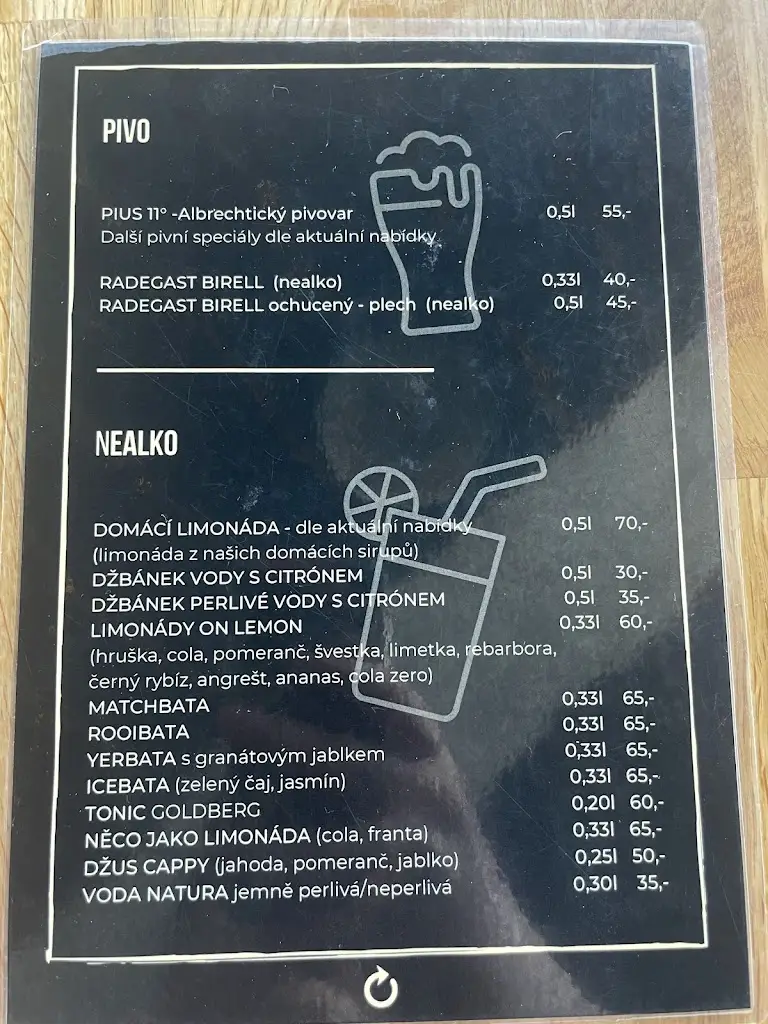 PIVO
PIUS 11° -Albrechtický pivovar 0,5l 55,-
Další pivní speciály dle aktuální nabídky
RADEGAST BIRELL (nealko) 0,33l 40,-
RADEGAST BIRELL ochucený - plech (nealko) 0,5l 45,-
NEALKO
DOMÁCÍ LIMONÁDA - dle aktuální nabídky 0,5l 70,-
(limonáda z našich domácích sirupů)
DŽBÁNEK VODY S CITRÓNEM 0,5l 30,-
DŽBÁNEK PERLIVÉ VODY S CITRÓNEM 0,5l 35,-
LIMONÁDY ON LEMON 0,33l 60,-
(hruška, cola, pomeranč, švestka, limetka, rebarbora,
černý rybíz, angrešt, ananas, cola zero)
MATCHBATA 0,33l 65,-
ROOIBATA 0,33l 65,-
YERBATA s granátovým jablkem 0,33l 65,-
ICEBATA (zelený čaj, jasmín) 0,33l 65,-
TONIC GOLDBERG 0,20l 60,-
NĚCO JAKO LIMONÁDA (cola, franta) 0,33l 65,-
DŽUS CAPPY (jahoda, pomeranč, jablko) 0,25l 50,-
VODA NATURA jemně perlivá/neperlivá 0,30l 35,-